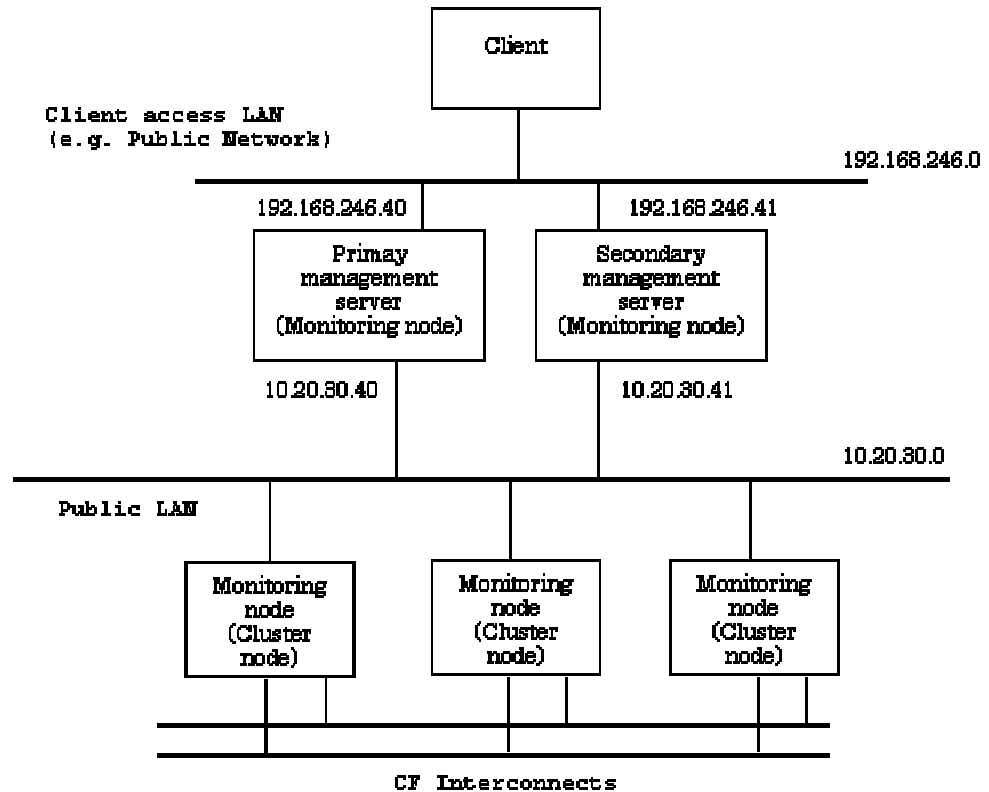 Client
Client access LAN
(e.g. Public Network)
192.168.246.0
192.168.246.40
192.168.246.41
Primay
management
server
(Monitoring node)
Secondary
management
server
(Monitoring node)
10.20.30.40
10.20.30.41
10.20.30.0
Public LAN
Monitoring
node
(Cluster
node)
Monitoring
node
(Cluster
node)
Monitoring
node
(Cluster
node)
CF Interconnects